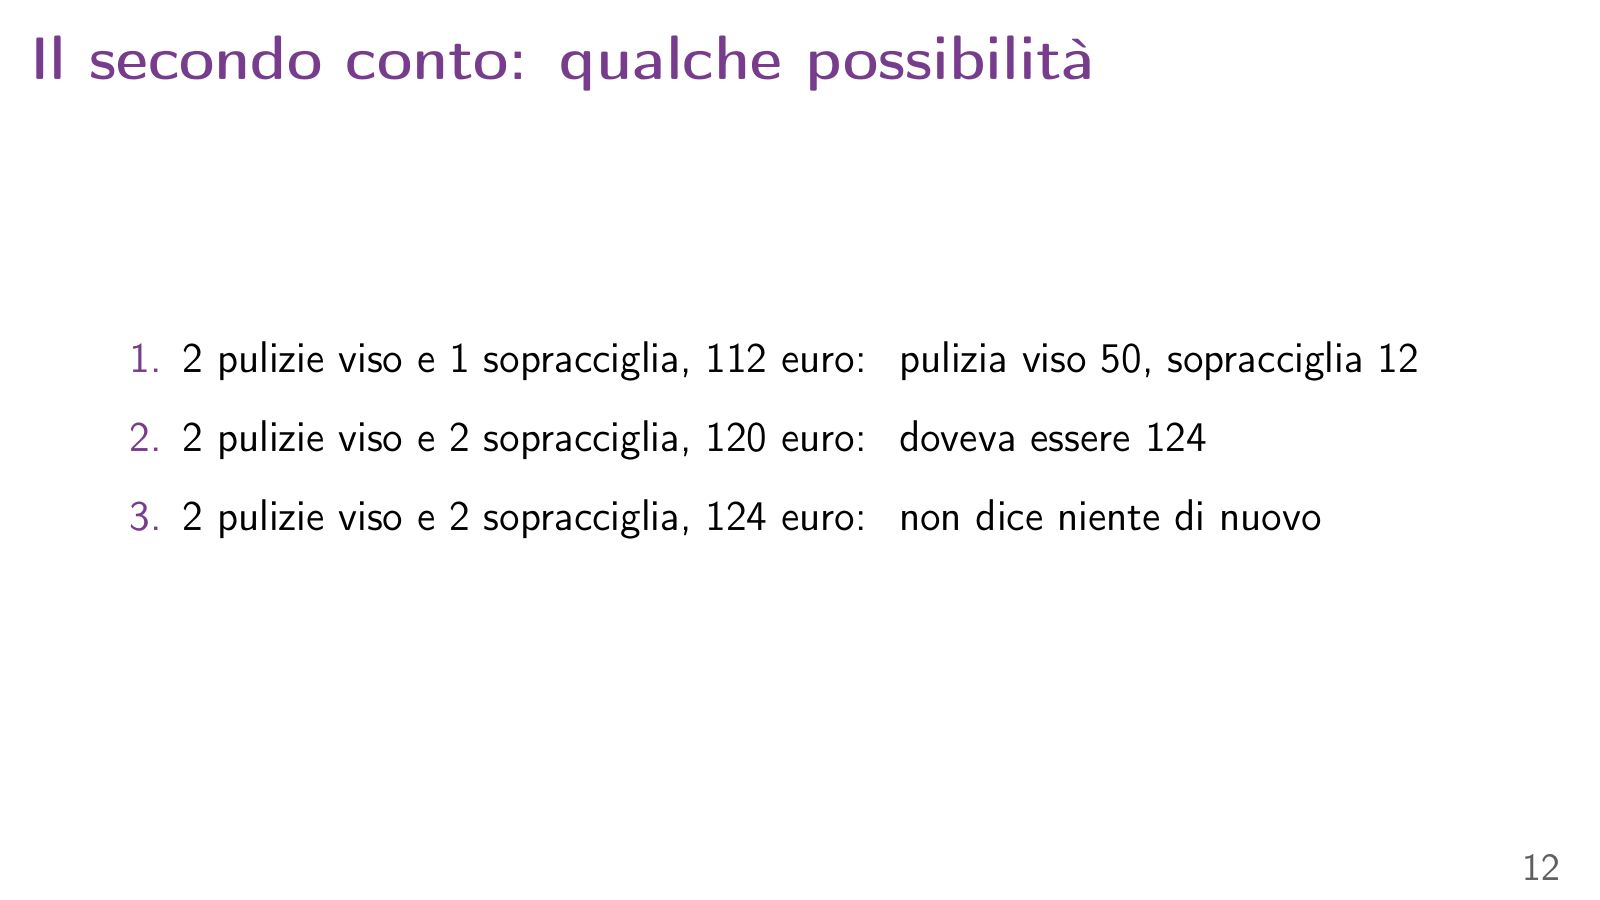 Il secondo conto: qualche possibilità
1. 2 pulizie viso e 1 sopracciglia, 112 euro: pulizia viso 50, sopracciglia 12
2. 2 pulizie viso e 2 sopracciglia, 120 euro: doveva essere 124
3. 2 pulizie viso e 2 sopracciglia, 124 euro: non dice niente di nuovo
12